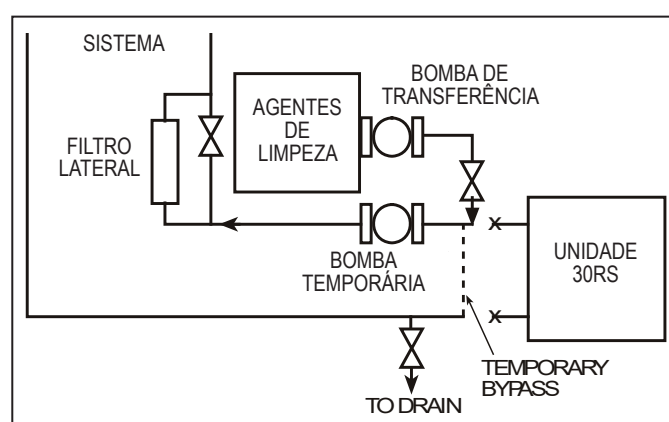 SISTEMA
BOMBA DE
TRANSFERÊNCIA
AGENTES
DE
LIMPEZA
FILTRO
LATERAL
x
UNIDADE
30RS
BOMBA
TEMPORÁRIA
x
TEMPORARY
BYPASS
TO DRAIN